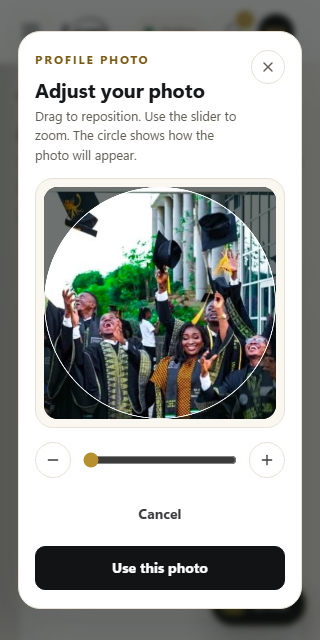 PROFILE PHOTO
Adjust your photo
Drag to reposition. Use the slider to
zoom. The circle shows how the
photo will appear.
Cancel
Use this photo